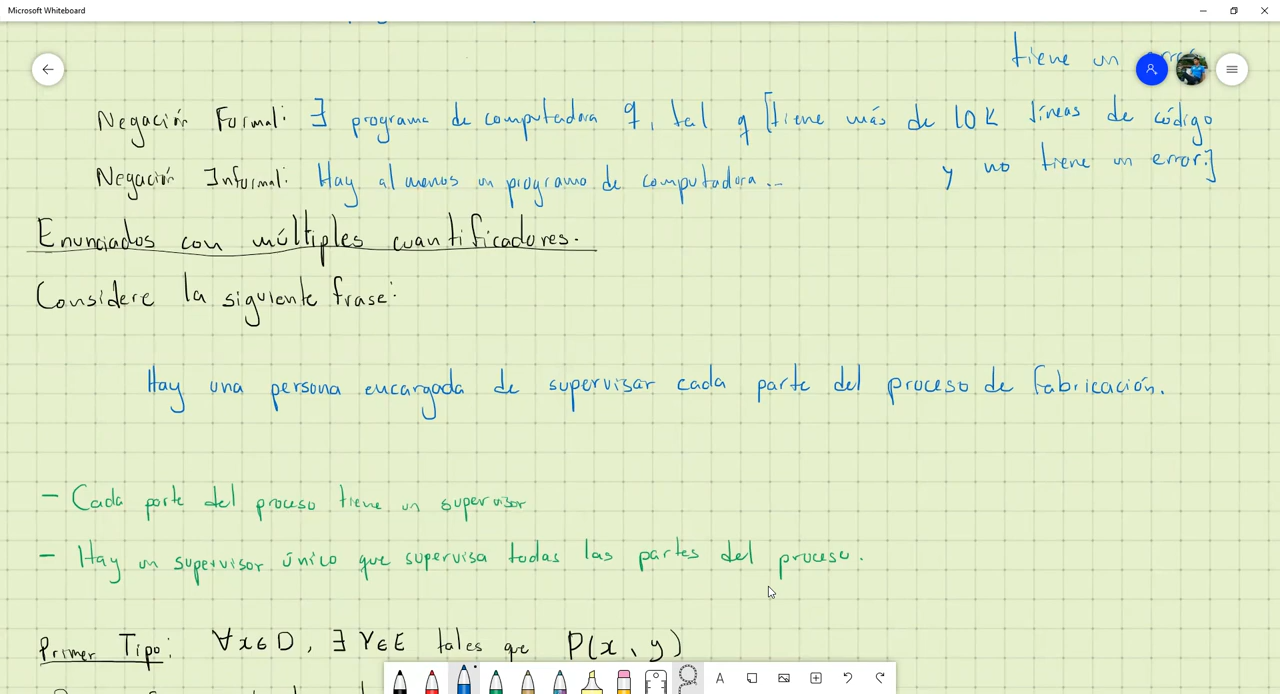 Microsoft Whiteboard
tiene un error
Negación Formal: ∃ programa de computadora q, tal q [tiene más de 10K líneas de código
y no tiene un error.]
Negación Informal: Hay al menos un programa de computadora...
Enunciados con múltiples cuantificadores.
Considere la siguiente frase:
Hay una persona encargada de supervisar cada parte del proceso de fabricación.
- Cada parte del proceso tiene un supervisor
- Hay un supervisor único que supervisa todas las partes del proceso.
Primer Tipo: ∀x∈D, ∃ y∈E tales que P(x, y)
A